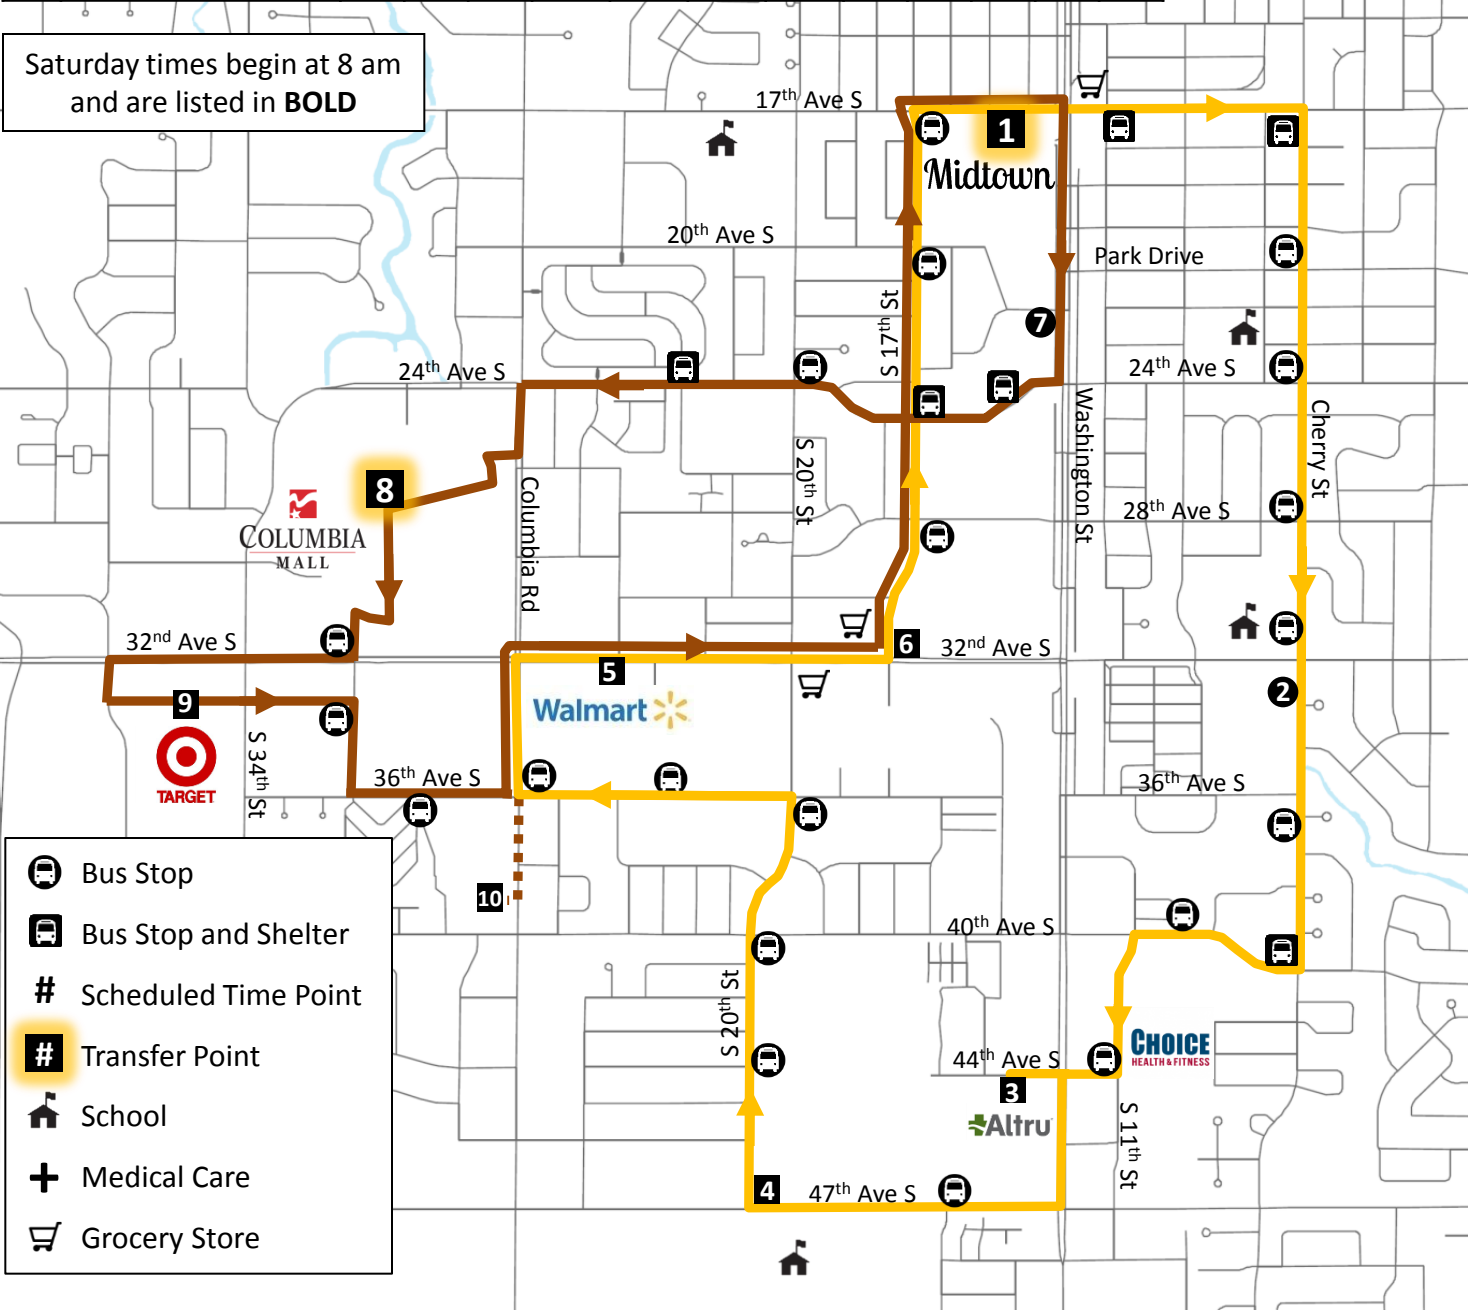 Saturday times begin at 8 am
and are listed in BOLD
17th Ave S
1
Midtown
20th Ave S
Park Drive
S 17th St
7
24th Ave S
24th Ave S
Washington St
Cherry St
8
COLUMBIA
MALL
Columbia Rd
S 20th St
28th Ave S
32nd Ave S
6
32nd Ave S
5
9
Walmart
2
TARGET
S 34th St
36th Ave S
36th Ave S
10
40th Ave S
S 20th St
CHOICE
HEALTH & FITNESS
44th Ave S
3
Altru
S 11th St
4
47th Ave S
Bus Stop
Bus Stop and Shelter
# Scheduled Time Point
# Transfer Point
School
Medical Care
Grocery Store